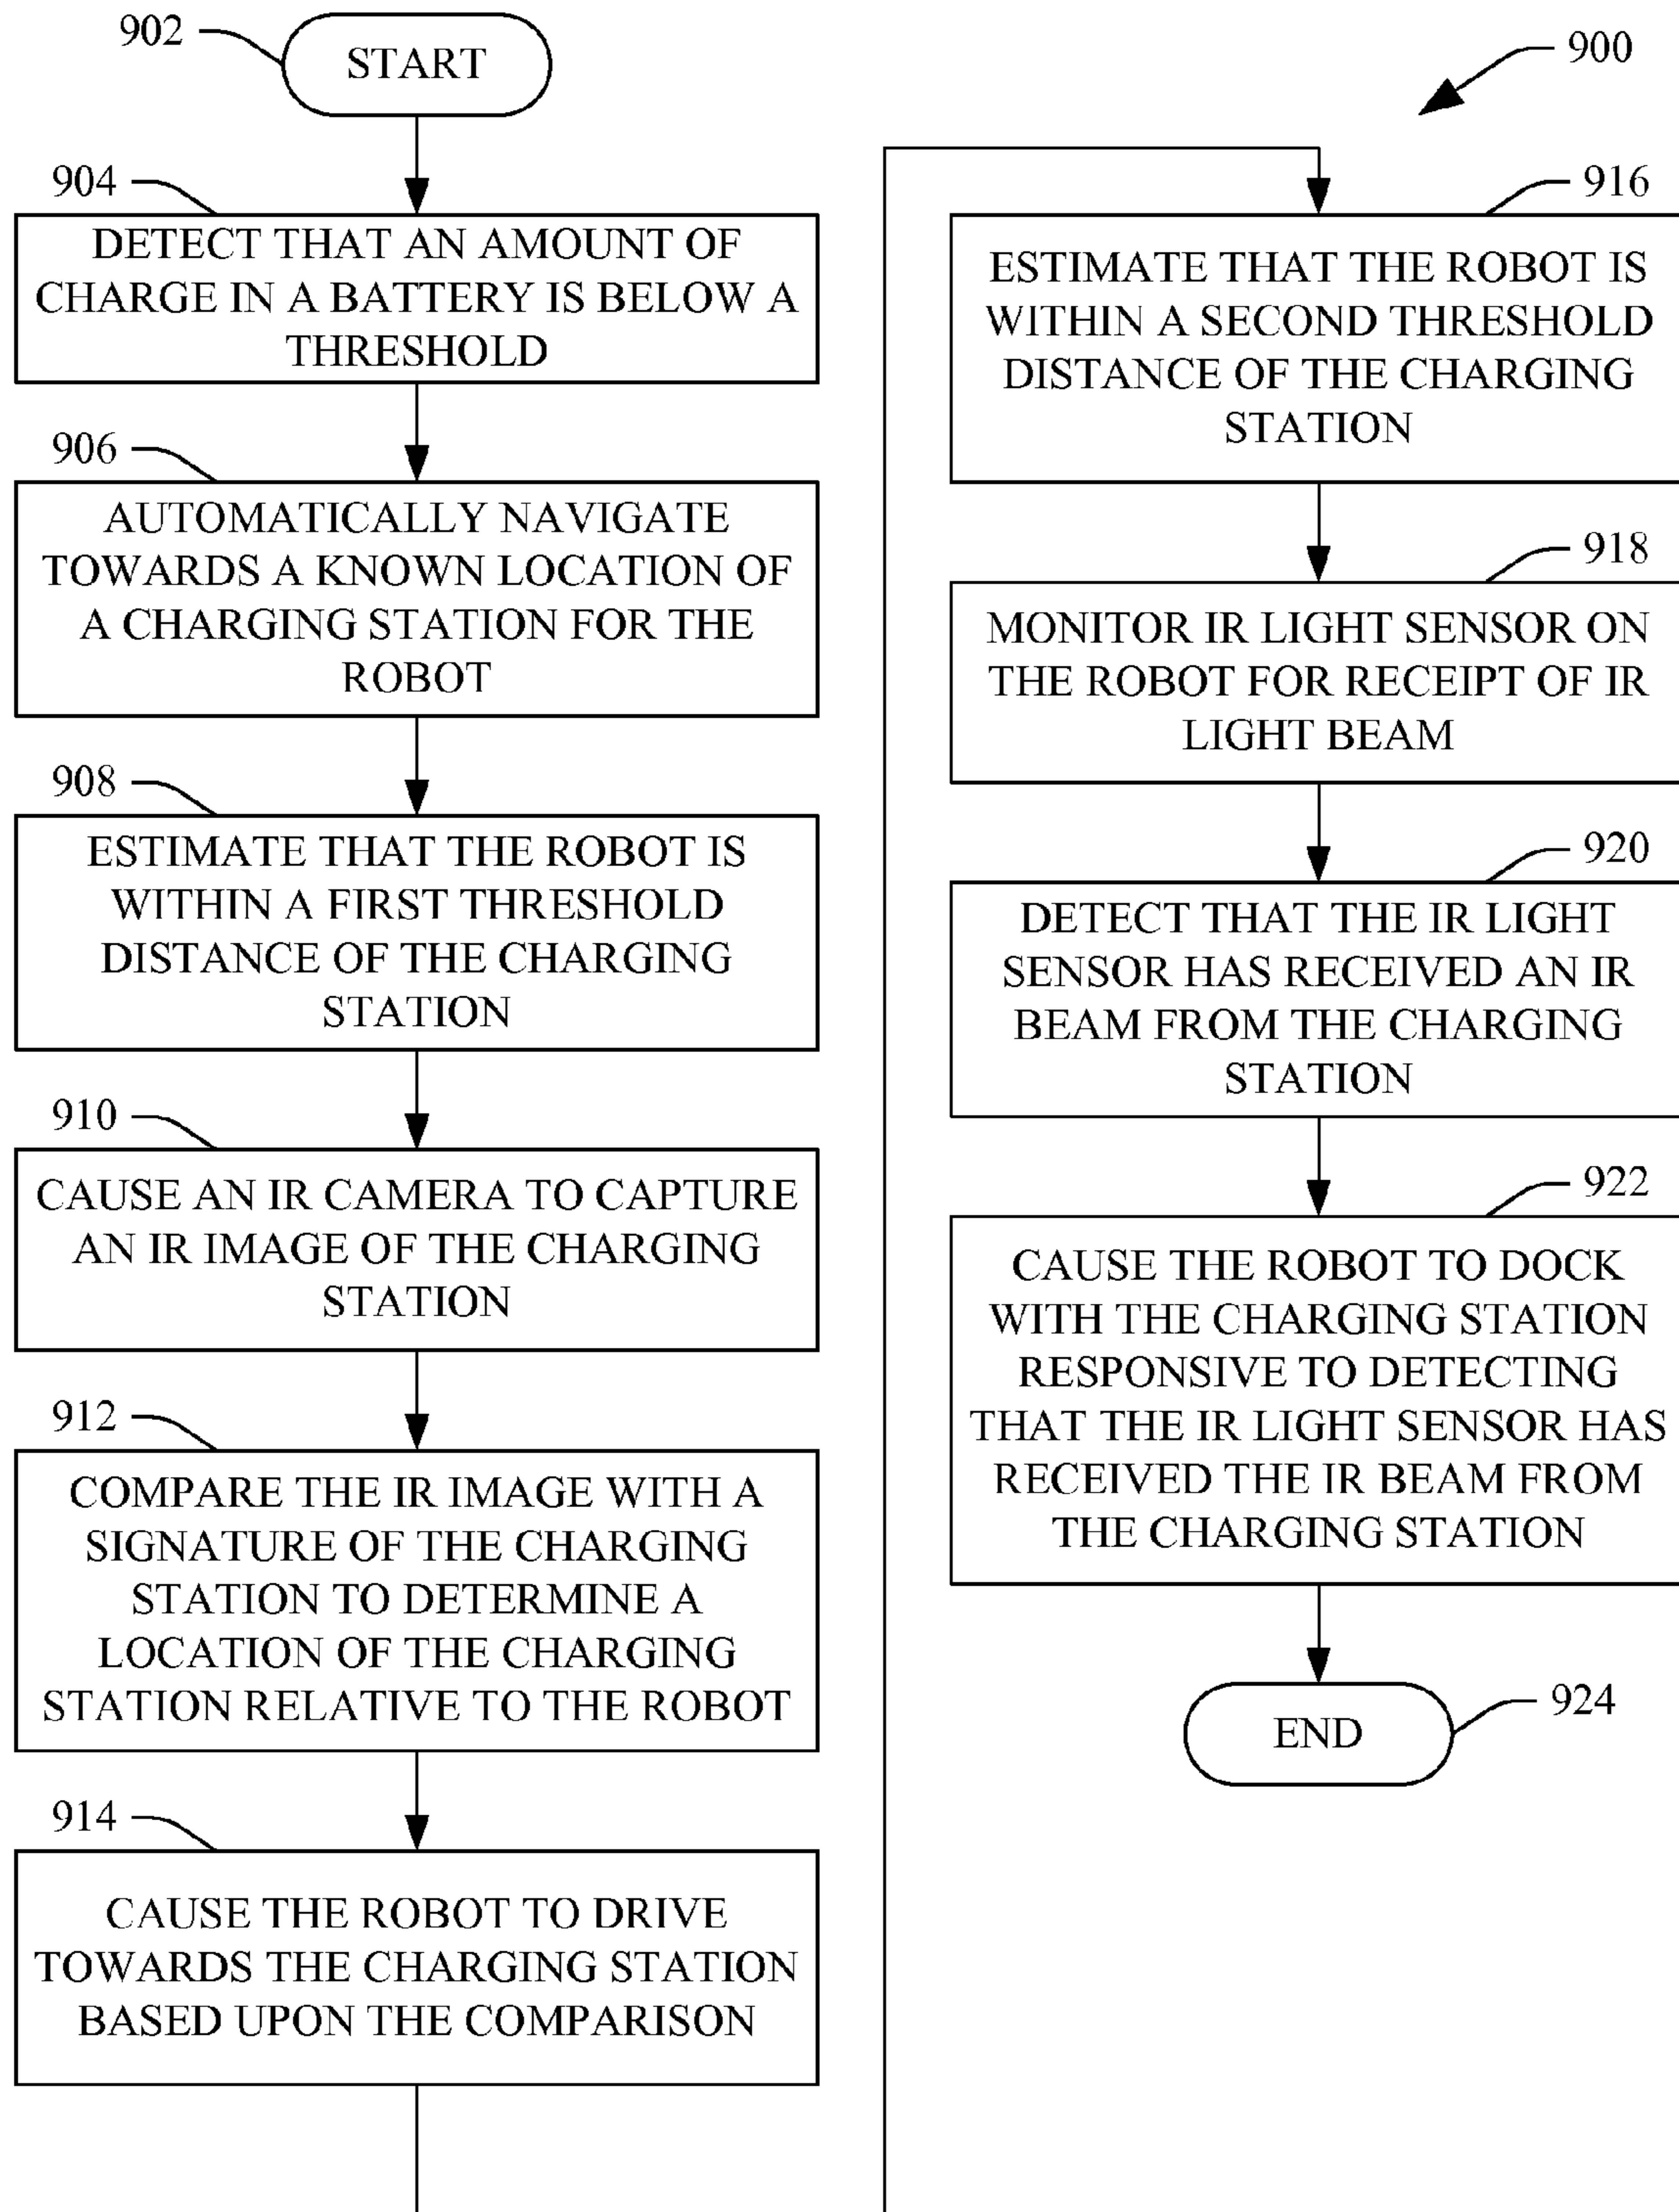 902
START
904
DETECT THAT AN AMOUNT OF
CHARGE IN A BATTERY IS BELOW A
THRESHOLD
906
AUTOMATICALLY NAVIGATE
TOWARDS A KNOWN LOCATION OF
A CHARGING STATION FOR THE
ROBOT
908
ESTIMATE THAT THE ROBOT IS
WITHIN A FIRST THRESHOLD
DISTANCE OF THE CHARGING
STATION
910
CAUSE AN IR CAMERA TO CAPTURE
AN IR IMAGE OF THE CHARGING
STATION
912
COMPARE THE IR IMAGE WITH A
SIGNATURE OF THE CHARGING
STATION TO DETERMINE A
LOCATION OF THE CHARGING
STATION RELATIVE TO THE ROBOT
914
CAUSE THE ROBOT TO DRIVE
TOWARDS THE CHARGING STATION
BASED UPON THE COMPARISON
900
916
ESTIMATE THAT THE ROBOT IS
WITHIN A SECOND THRESHOLD
DISTANCE OF THE CHARGING
STATION
918
MONITOR IR LIGHT SENSOR ON
THE ROBOT FOR RECEIPT OF IR
LIGHT BEAM
920
DETECT THAT THE IR LIGHT
SENSOR HAS RECEIVED AN IR
BEAM FROM THE CHARGING
STATION
922
CAUSE THE ROBOT TO DOCK
WITH THE CHARGING STATION
RESPONSIVE TO DETECTING
THAT THE IR LIGHT SENSOR HAS
RECEIVED THE IR BEAM FROM
THE CHARGING STATION
END
924